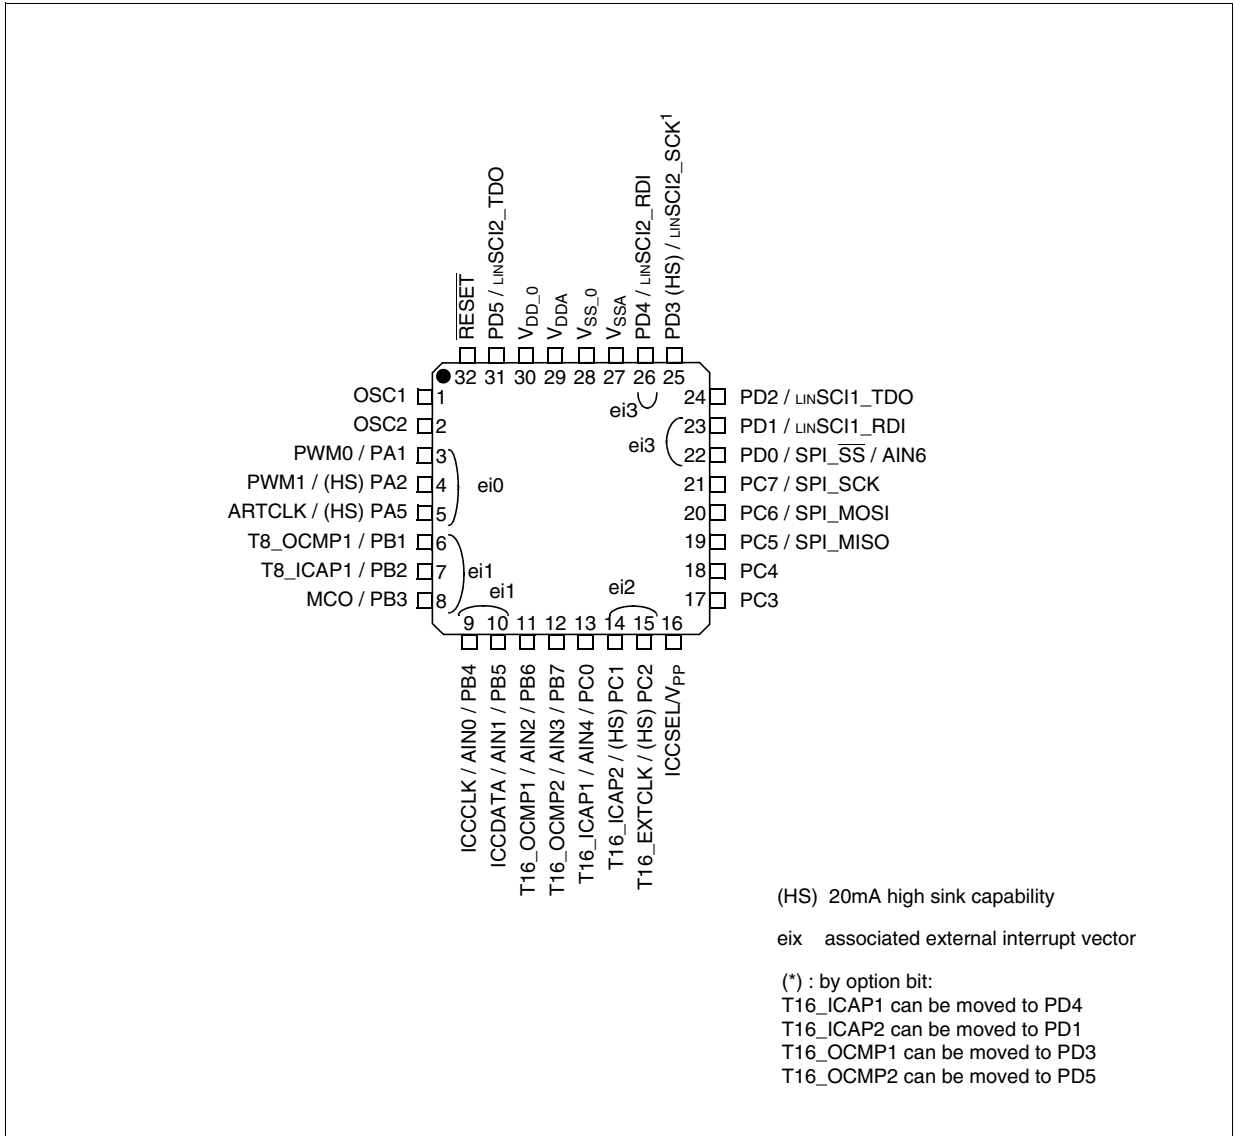 RESET
PD5 / LINSCI2_TDO
VDD_0
VDDA
VSS_0
VSSA
PD4 / LINSCI2_RDI
PD3 (HS) / LINSCI2_SCK1
32 31 30 29 28 27 26 25
ei3
OSC1 1
OSC2 2
PWM0 / PA1 3
PWM1 / (HS) PA2 4
ARTCLK / (HS) PA5 5
ei0
T8_OCMP1 / PB1 6
T8_ICAP1 / PB2 7
MCO / PB3 8
ei1
24 PD2 / LINSCI1_TDO
23 PD1 / LINSCI1_RDI
ei3
22 PD0 / SPI_SS / AIN6
21 PC7 / SPI_SCK
20 PC6 / SPI_MOSI
19 PC5 / SPI_MISO
18 PC4
17 PC3
ei1
ei2
9 10 11 12 13 14 15 16
ICCCLK / AIN0 / PB4
ICCDATA / AIN1 / PB5
T16_OCMP1 / AIN2 / PB6
T16_OCMP2 / AIN3 / PB7
T16_ICAP1 / AIN4 / PC0
T16_ICAP2 / (HS) PC1
T16_EXTCLK / (HS) PC2
ICCSEL/VPP
(HS) 20mA high sink capability
eix associated external interrupt vector
(*) : by option bit:
T16_ICAP1 can be moved to PD4
T16_ICAP2 can be moved to PD1
T16_OCMP1 can be moved to PD3
T16_OCMP2 can be moved to PD5